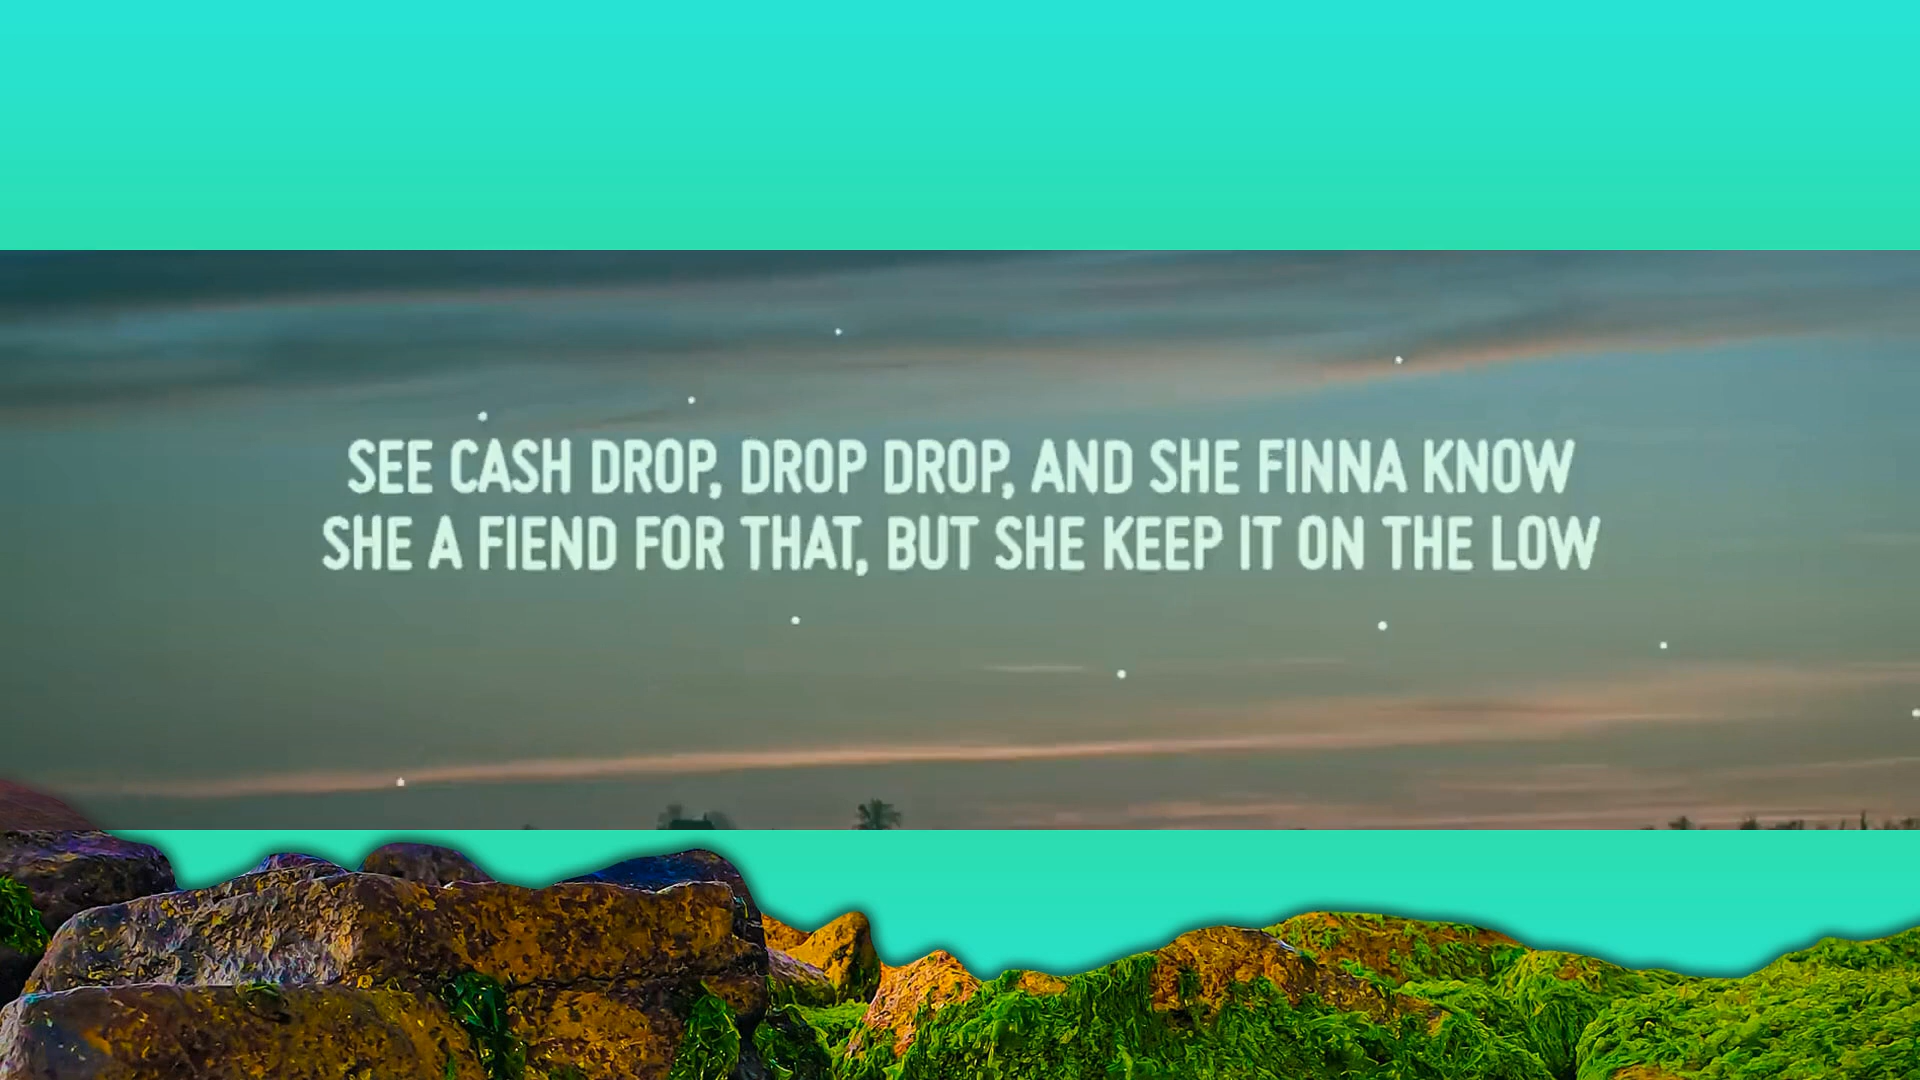 SEE CASH DROP, DROP DROP, AND SHE FINNA KNOW
SHE A FIEND FOR THAT, BUT SHE KEEP IT ON THE LOW